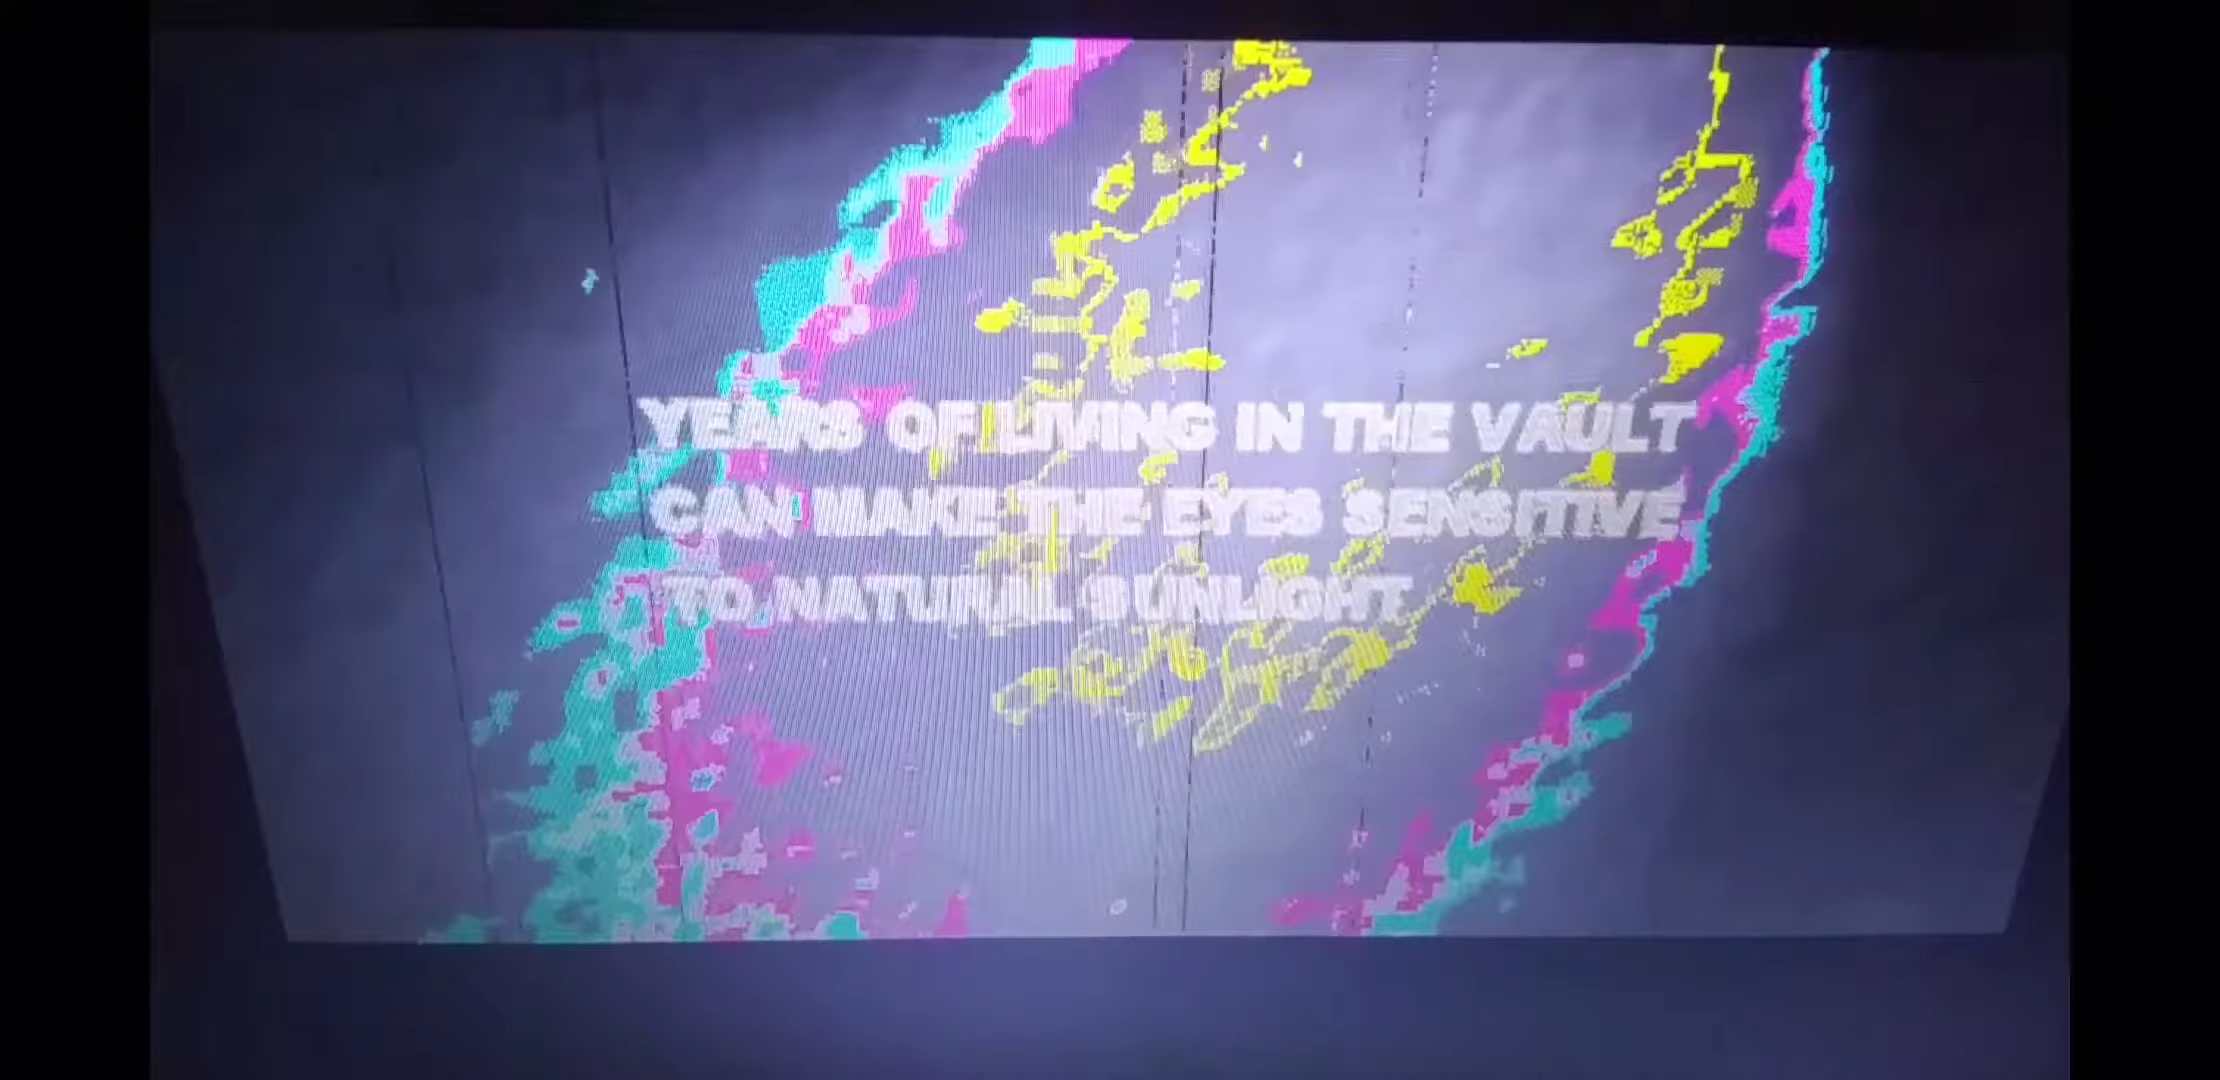 YEARS OF LIVING IN THE VAULT
CAN MAKE THE EYES SENSITIVE
TO NATURAL SUNLIGHT